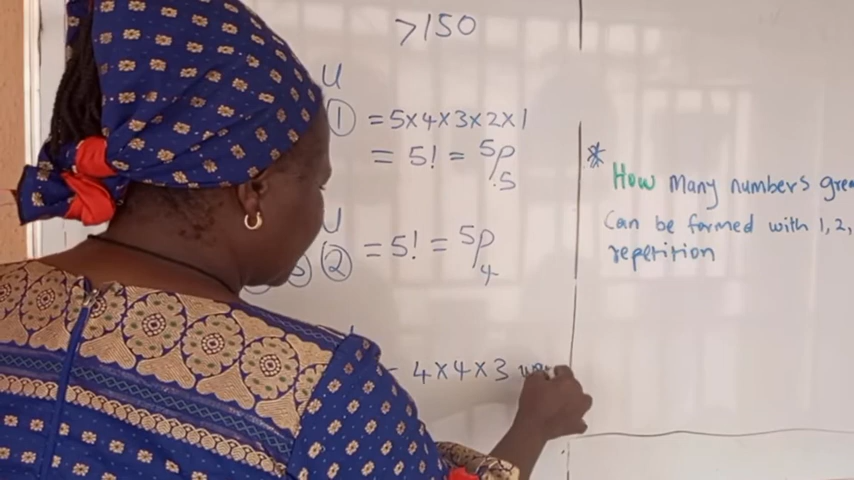 >150
U
① = 5×4×3×2×1
= 5! = ⁵P₅
U
② = 5! = ⁵P₄
4×4×3
* How many numbers
can be formed with 1, 2,
repetition